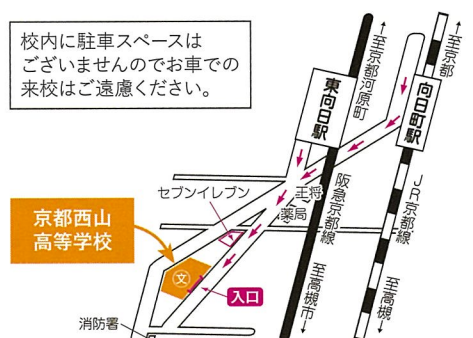 校内に駐車スペースは
ございませんのでお車での
来校はご遠慮ください。
至京都河原町
至京都
東向日駅
向日町駅
セブンイレブン
王将
薬局
阪急京都線
JR京都線
京都西山
高等学校
文
入口
至高槻市
至高槻
消防署